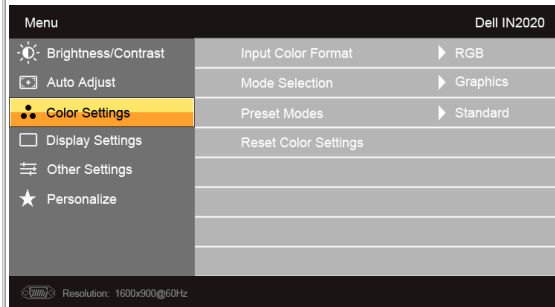 Menu Dell IN2020
Brightness/Contrast Input Color Format RGB
Auto Adjust Mode Selection Graphics
Color Settings Preset Modes Standard
Display Settings Reset Color Settings
Other Settings
Personalize
Resolution: 1600x900@60Hz